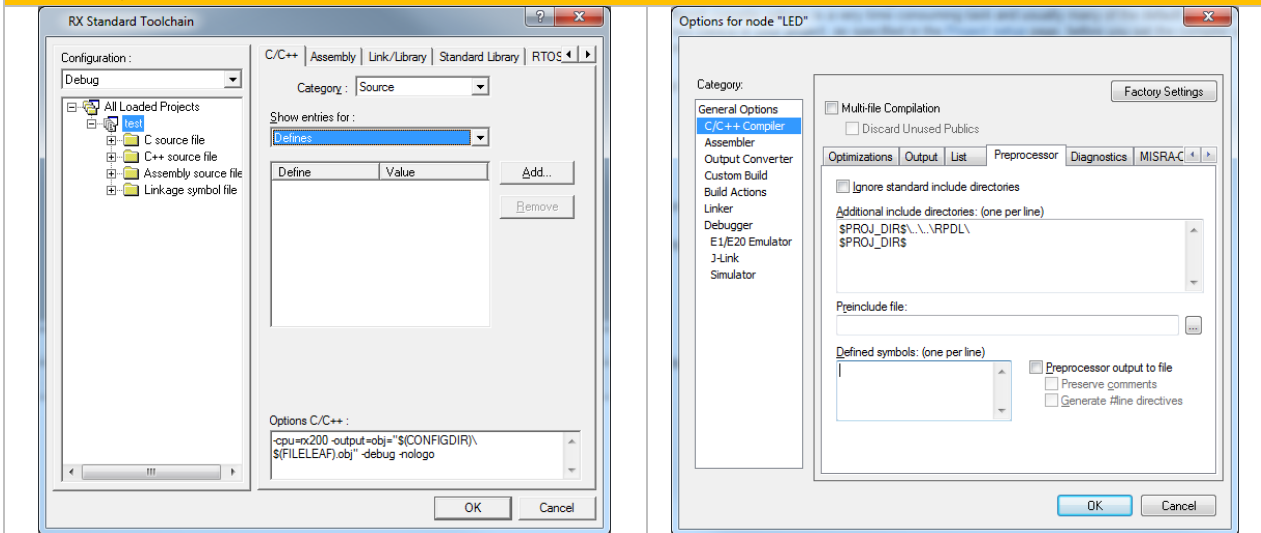 RX Standard Toolchain
Configuration :
Debug
All Loaded Projects
test
C source file
C++ source file
Assembly source file
Linkage symbol file
C/C++
Assembly
Link/Library
Standard Library
RTOS
Category :
Source
Show entries for :
Defines
Define
Value
Add...
Remove
Options C/C++ :
-cpu=rx200 -output=obj="$(CONFIGDIR)\
$(FILELEAF).obj" -debug -nologo
OK
Cancel
Options for node "LED"
Category:
General Options
C/C++ Compiler
Assembler
Output Converter
Custom Build
Build Actions
Linker
Debugger
E1/E20 Emulator
J-Link
Simulator
Factory Settings
Multi-file Compilation
Discard Unused Publics
Optimizations
Output
List
Preprocessor
Diagnostics
MISRA-C
Ignore standard include directories
Additional include directories: (one per line)
$PROJ_DIR$\..\..\RPDL\
$PROJ_DIR$
Preinclude file:
...
Defined symbols: (one per line)
Preprocessor output to file
Preserve comments
Generate #line directives
OK
Cancel